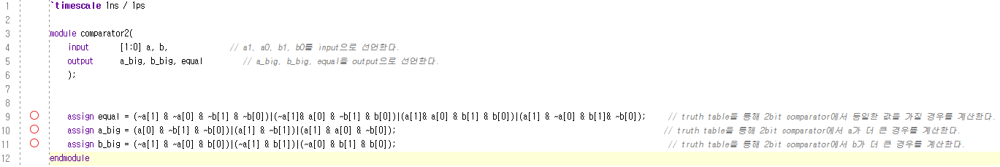 1 `timescale 1ns / 1ps
2
3 module comparator2(
4 input [1:0] a, b, // a1, a0, b1, b0를 input으로 선언한다.
5 output a_big, b_big, equal // a_big, b_big, equal을 output으로 선언한다.
6 );
7
8
9 assign equal = (~a[1] & ~a[0] & ~b[1] & ~b[0])|(~a[1]& a[0] & ~b[1] & b[0])|(a[1]& a[0] & b[1] & b[0])|(a[1] & ~a[0] & b[1]& ~b[0]); // truth table을 통해 2bit comparator에서 동일한 값을 가질 경우를 계산한다.
10 assign a_big = (a[0] & ~b[1] & ~b[0])|(a[1] & ~b[1])|(a[1] & a[0] & ~b[0]); // truth table을 통해 2bit comparator에서 a가 더 큰 경우를 계산한다.
11 assign b_big = (~a[1] & ~a[0] & b[0])|(~a[1] & b[1])|(~a[0] & b[1] & b[0]); // truth table을 통해 2bit comparator에서 b가 더 큰 경우를 계산한다.
12 endmodule